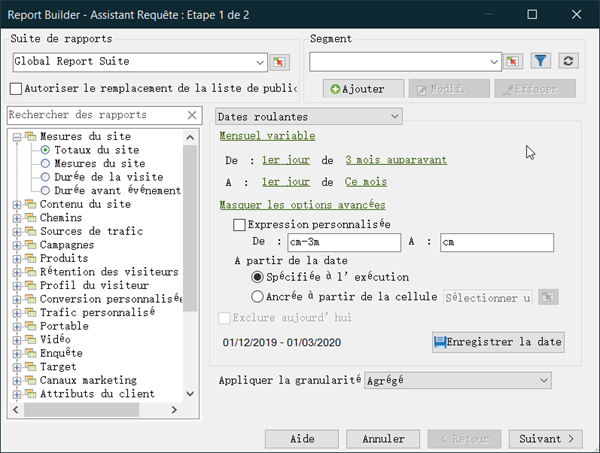 Report Builder - Assistant Requête : Etape 1 de 2
Suite de rapports
Global Report Suite
Autoriser le remplacement de la liste de public
Segment
Ajouter
Modif.
Effacer
Rechercher des rapports
Mesures du site
Totaux du site
Mesures du site
Durée de la visite
Durée avant événement
Contenu du site
Chemins
Sources de trafic
Campagnes
Produits
Rétention des visiteurs
Profil du visiteur
Conversion personnalisée
Trafic personnalisé
Portable
Vidéo
Enquête
Target
Canaux marketing
Attributs du client
Dates roulantes
Mensuel variable
De : 1er jour de 3 mois auparavant
A : 1er jour de Ce mois
Masquer les options avancées
Expression personnalisée
De : cm-3m A : cm
A partir de la date
Spécifiée à l'exécution
Ancrée à partir de la cellule Sélectionner u
Exclure aujourd'hui
01/12/2019 - 01/03/2020
Enregistrer la date
Appliquer la granularité Agrégé
Aide
Annuler
< Retour
Suivant >